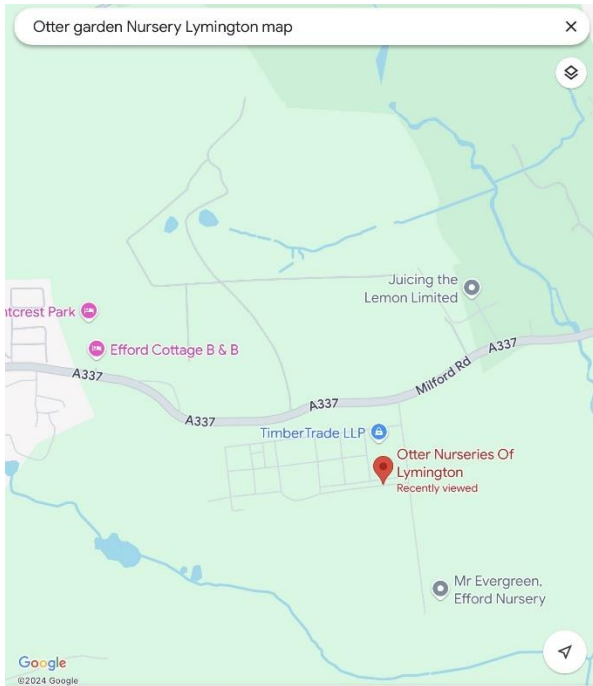 Otter garden Nursery Lymington map
Juicing the
Lemon Limited
ntcrest Park
Efford Cottage B & B
A337
A337
A337
Milford Rd
A337
TimberTrade LLP
Otter Nurseries Of
Lymington
Recently viewed
Mr Evergreen,
Efford Nursery
Google
©2024 Google